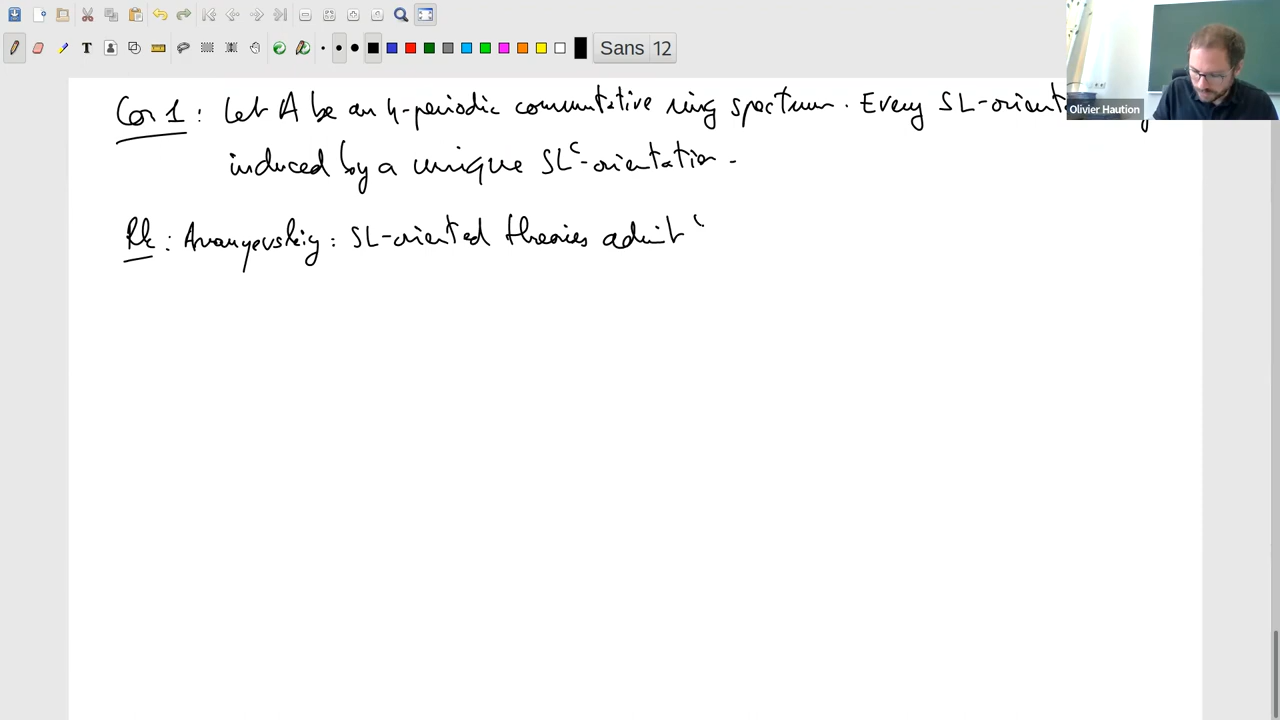 Sans 12
Olivier Haution
Cor 1 : Let A be an η-periodic commutative ring spectrum. Every SL-orient
induced by a unique SLᶜ-orientation.
Rk : Ananyevskiy : SL-oriented theories admit "